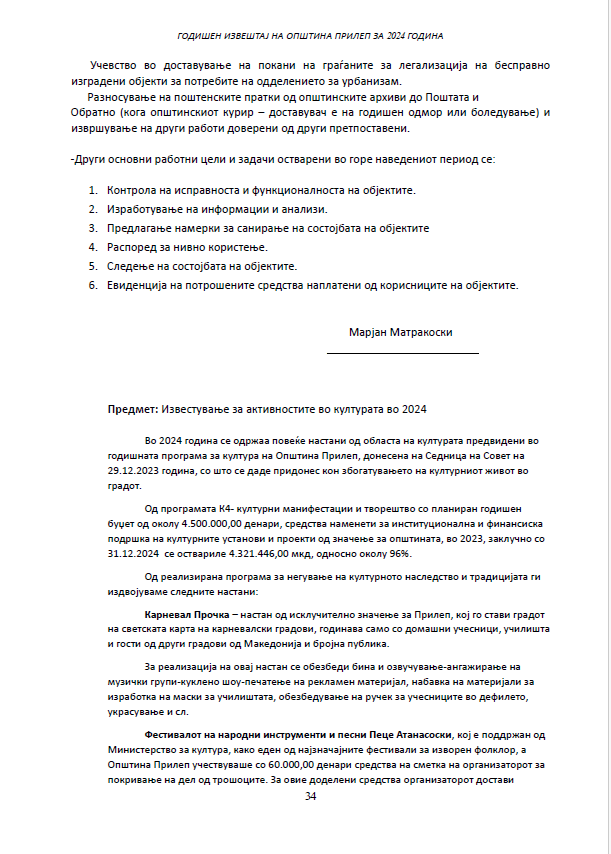 ГОДИШЕН ИЗВЕШТАЈ НА ОПШТИНА ПРИЛЕП ЗА 2024 ГОДИНА
Учевство во доставување на покани на граѓаните за легализација на бесправно
изградени објекти за потребите на одделението за урбанизам.
Разносување на поштенските пратки од општинските архиви до Поштата и
Обратно (кога општинскиот курир – доставувач е на годишен одмор или боледување) и
извршување на други работи доверени од други претпоставени.
-Други основни работни цели и задачи остварени во горе наведениот период се:
1. Контрола на исправноста и функционалноста на објектите.
2. Изработување на информации и анализи.
3. Предлагање намерки за санирање на состојбата на објектите
4. Распоред за нивно користење.
5. Следење на состојбата на објектите.
6. Евиденција на потрошените средства наплатени од корисниците на објектите.
Марјан Матракоски
Предмет: Известување за активностите во културата во 2024
Во 2024 година се одржаа повеќе настани од областа на културата предвидени во
годишната програма за култура на Општина Прилеп, донесена на Седница на Совет на
29.12.2023 година, со што се даде придонес кон збогатувањето на културниот живот во
градот.
Од програмата К4- културни манифестации и творештво со планиран годишен
буџет од околу 4.500.000,00 денари, средства наменети за институционална и финансиска
подршка на културните установи и проекти од значење за општината, во 2023, заклучно со
31.12.2024 се оствариле 4.321.446,00 мкд, односно околу 96%.
Од реализирана програма за негување на културното наследство и традицијата ги
издвојуваме следните настани:
Карневал Прочка – настан од исклучително значење за Прилеп, кој го стави градот
на светската карта на карневалски градови, годинава само со домашни учесници, училишта
и гости од други градови од Македонија и бројна публика.
За реализација на овај настан се обезбеди бина и озвучување-ангажирање на
музички групи-куклено шоу-печатење на рекламен материјал, набавка на материјали за
изработка на маски за училиштата, обезбедување на ручек за учесниците во дефилето,
украсување и сл.
Фестивалот на народни инструменти и песни Пеце Атанасоски, кој е поддржан од
Министерство за култура, како еден од најзначајните фестивали за изворен фолклор, а
Општина Прилеп учествуваше со 60.000,00 денари средства на сметка на организаторот за
покривање на дел од трошоците. За овие доделени средства организаторот достави
34